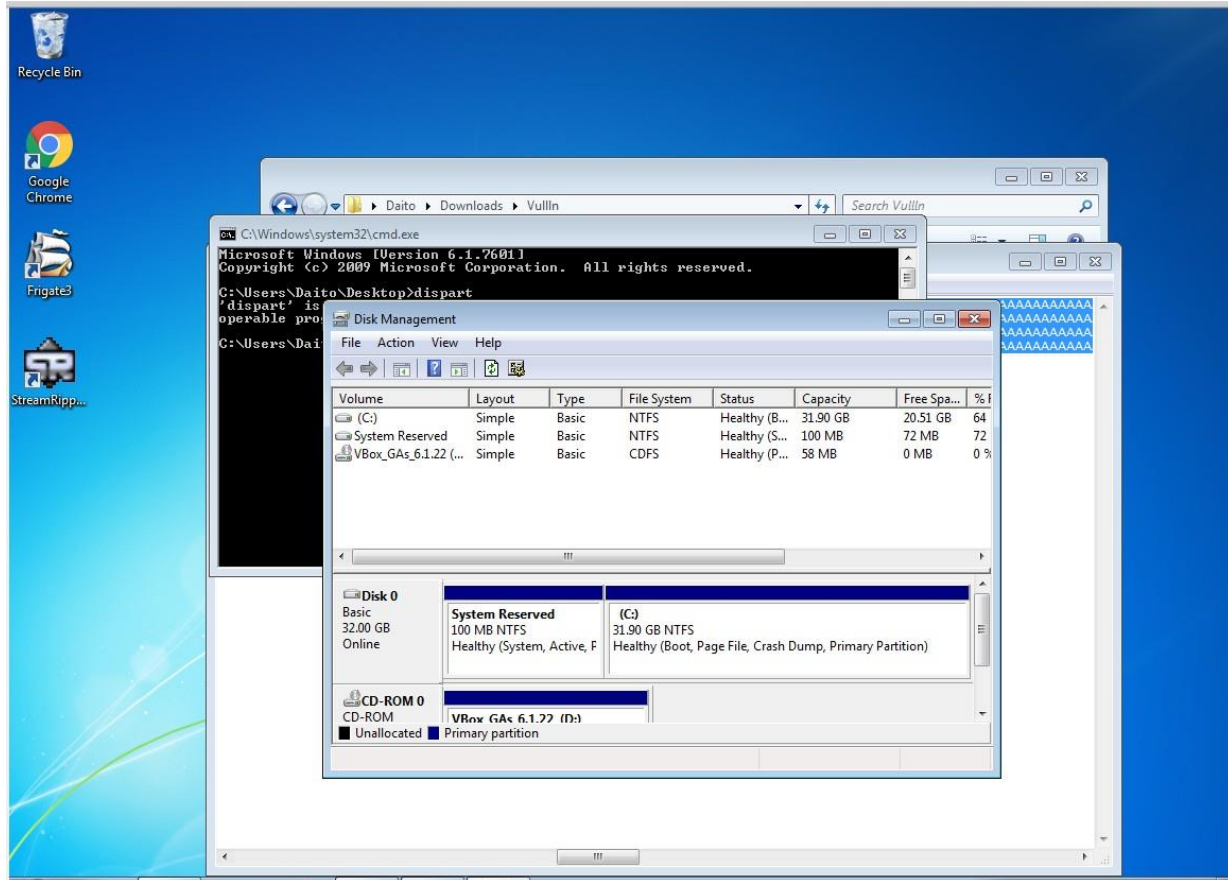 Recycle Bin
Google
Chrome
Frigate3
StreamRipp...
Daito Downloads Vullln
Search Vullln
C:\Windows\system32\cmd.exe
Microsoft Windows [Version 6.1.7601]
Copyright (c) 2009 Microsoft Corporation. All rights reserved.
C:\Users\Daito\Desktop>dispart
'dispart' is
operable pro
C:\Users\Dai
Disk Management
File Action View Help
Volume Layout Type File System Status Capacity Free Spa... %
(C:) Simple Basic NTFS Healthy (B... 31.90 GB 20.51 GB 64
System Reserved Simple Basic NTFS Healthy (S... 100 MB 72 MB 72
VBox_GAs_6.1.22 (... Simple Basic CDFS Healthy (P... 58 MB 0 MB 0 %
Disk 0
Basic
32.00 GB
Online
System Reserved
100 MB NTFS
Healthy (System, Active, P
(C:)
31.90 GB NTFS
Healthy (Boot, Page File, Crash Dump, Primary Partition)
CD-ROM 0
CD-ROM
VBox_GAs_6.1.22 (D:)
Unallocated Primary partition